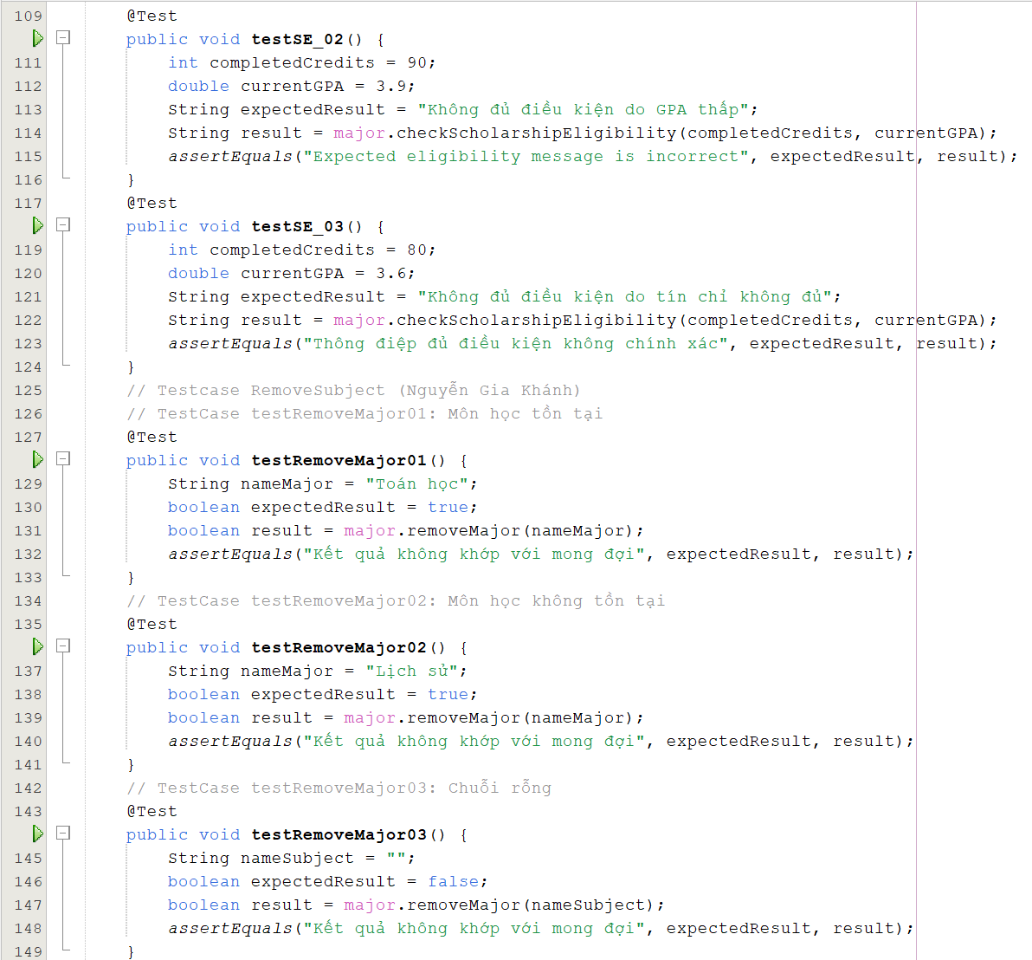 109 @Test
public void testSE_02() {
111 int completedCredits = 90;
112 double currentGPA = 3.9;
113 String expectedResult = "Không đủ điều kiện do GPA thấp";
114 String result = major.checkScholarshipEligibility(completedCredits, currentGPA);
115 assertEquals("Expected eligibility message is incorrect", expectedResult, result);
116 }
117 @Test
public void testSE_03() {
119 int completedCredits = 80;
120 double currentGPA = 3.6;
121 String expectedResult = "Không đủ điều kiện do tín chỉ không đủ";
122 String result = major.checkScholarshipEligibility(completedCredits, currentGPA);
123 assertEquals("Thông điệp đủ điều kiện không chính xác", expectedResult, result);
124 }
125 // Testcase RemoveSubject (Nguyễn Gia Khánh)
126 // TestCase testRemoveMajor01: Môn học tồn tại
127 @Test
public void testRemoveMajor01() {
129 String nameMajor = "Toán học";
130 boolean expectedResult = true;
131 boolean result = major.removeMajor(nameMajor);
132 assertEquals("Kết quả không khớp với mong đợi", expectedResult, result);
133 }
134 // TestCase testRemoveMajor02: Môn học không tồn tại
135 @Test
public void testRemoveMajor02() {
137 String nameMajor = "Lịch sử";
138 boolean expectedResult = true;
139 boolean result = major.removeMajor(nameMajor);
140 assertEquals("Kết quả không khớp với mong đợi", expectedResult, result);
141 }
142 // TestCase testRemoveMajor03: Chuỗi rỗng
143 @Test
public void testRemoveMajor03() {
145 String nameSubject = "";
146 boolean expectedResult = false;
147 boolean result = major.removeMajor(nameSubject);
148 assertEquals("Kết quả không khớp với mong đợi", expectedResult, result);
149 }